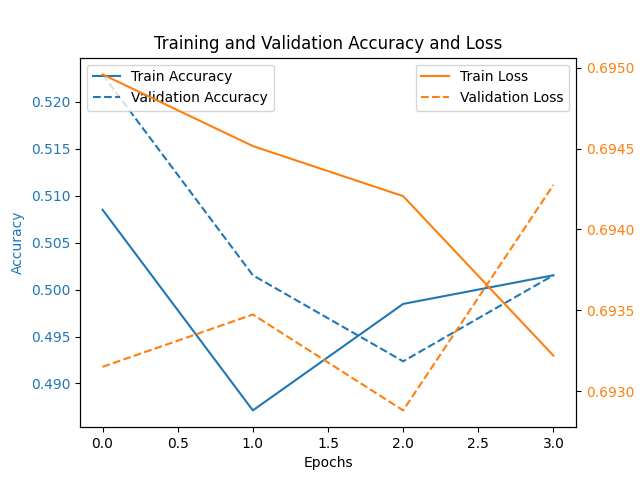 Training and Validation Accuracy and Loss
Train Accuracy
Validation Accuracy
Train Loss
Validation Loss
Accuracy
0.520
0.515
0.510
0.505
0.500
0.495
0.490
0.6950
0.6945
0.6940
0.6935
0.6930
0.0 0.5 1.0 1.5 2.0 2.5 3.0
Epochs